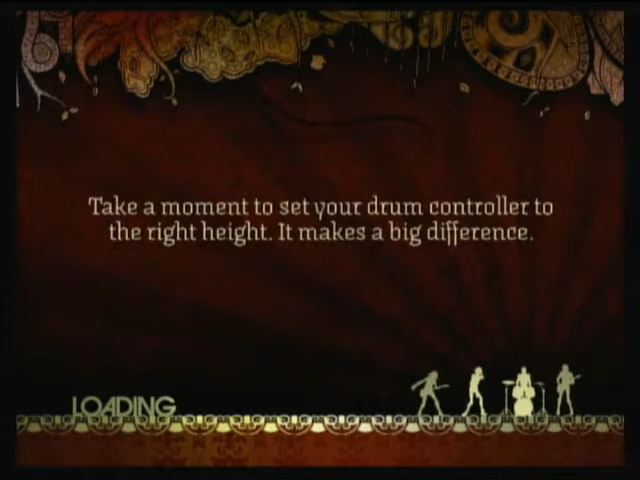 Take a moment to set your drum controller to
the right height. It makes a big difference.
LOADING